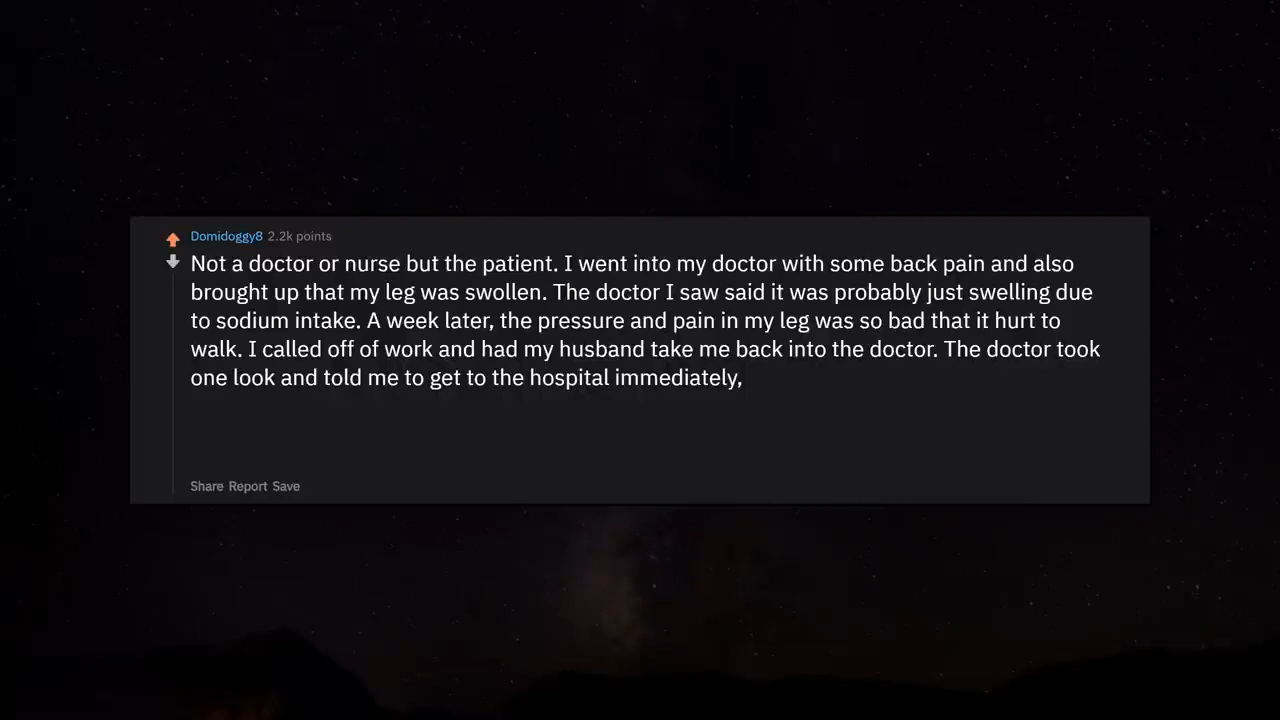 Domidoggy8 2.2k points
Not a doctor or nurse but the patient. I went into my doctor with some back pain and also
brought up that my leg was swollen. The doctor I saw said it was probably just swelling due
to sodium intake. A week later, the pressure and pain in my leg was so bad that it hurt to
walk. I called off of work and had my husband take me back into the doctor. The doctor took
one look and told me to get to the hospital immediately,
Share Report Save